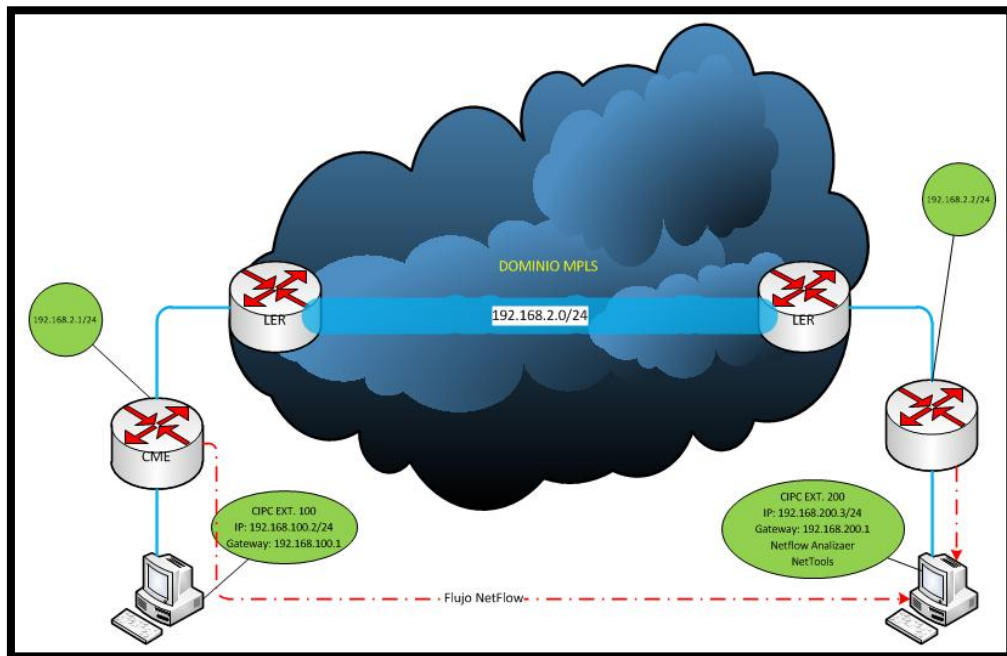 192.168.2.2/24
DOMINIO MPLS
LER
192.168.2.0/24
LER
192.168.2.1/24
CME
CIPC EXT. 100
IP: 192.168.100.2/24
Gateway: 192.168.100.1
CIPC EXT. 200
IP: 192.168.200.3/24
Gateway: 192.168.200.1
Netflow Analizaer
NetTools
Flujo NetFlow